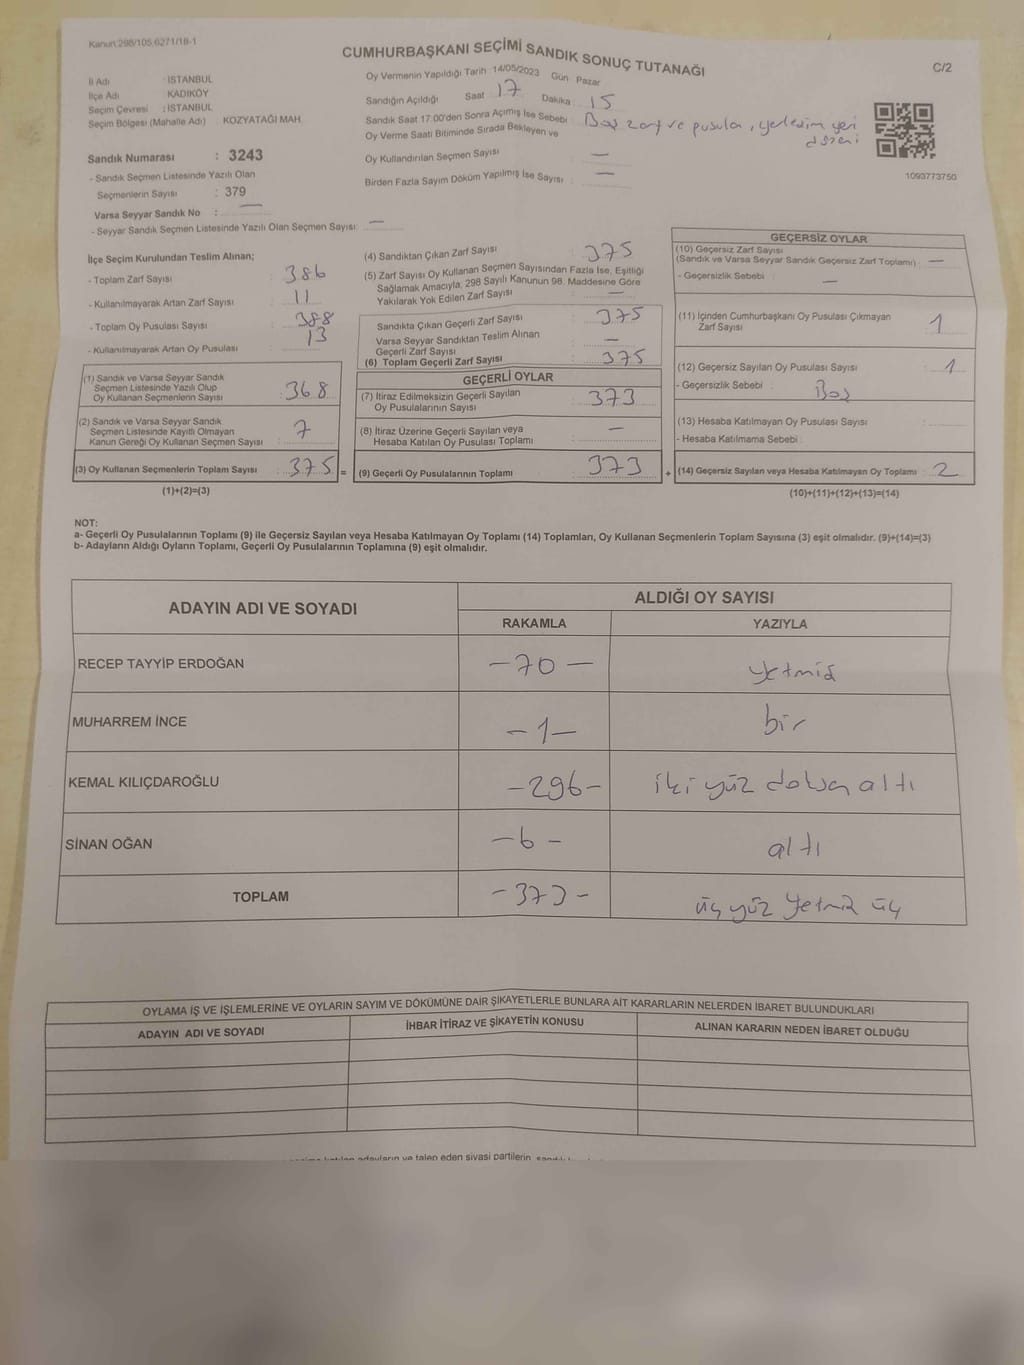 Kanun:298/105,6271/18-1
CUMHURBAŞKANI SEÇİMİ SANDIK SONUÇ TUTANAĞI
C/2
İl Adı : İSTANBUL
İlçe Adı KADIKÖY
Seçim Çevresi : İSTANBUL
Seçim Bölgesi (Mahalle Adı) : KOZYATAĞI MAH.
Oy Vermenin Yapıldığı Tarih 14/05/2023 Gün Pazar
Sandığın Açıldığı Saat 17 Dakika 15
Sandık Saat 17:00'den Sonra Açımış İse Sebebi Boş zarf ve pusula, yerleşim yeri
Oy Verme Saati Bitiminde Sırada Bekleyen ve
düzeni
Oy Kullandırılan Seçmen Sayısı : —
Birden Fazla Sayım Döküm Yapılmış İse Sayısı : —
1093773750
Sandık Numarası : 3243
- Sandık Seçmen Listesinde Yazılı Olan
Seçmenlerin Sayısı : 379
Varsa Seyyar Sandık No : —
- Seyyar Sandık Seçmen Listesinde Yazılı Olan Seçmen Sayısı: —
İlçe Seçim Kurulundan Teslim Alınan;
- Toplam Zarf Sayısı : 386
- Kullanılmayarak Artan Zarf Sayısı : 11
- Toplam Oy Pusulası Sayısı : 388
- Kullanılmayarak Artan Oy Pusulası : 13
(1) Sandık ve Varsa Seyyar Sandık
Seçmen Listesinde Yazılı Olup
Oy Kullanan Seçmenlerin Sayısı : 368
(2) Sandık ve Varsa Seyyar Sandık
Seçmen Listesinde Kayıtlı Olmayan
Kanun Gereği Oy Kullanan Seçmen Sayısı : 7
(3) Oy Kullanan Seçmenlerin Toplam Sayısı : 375 =
(1)+(2)=(3)
(4) Sandıktan Çıkan Zarf Sayısı : 375
(5) Zarf Sayısı Oy Kullanan Seçmen Sayısından Fazla İse, Eşitliği
Sağlamak Amacıyla, 298 Sayılı Kanunun 98. Maddesine Göre
Yakılarak Yok Edilen Zarf Sayısı : —
Sandıkta Çıkan Geçerli Zarf Sayısı : 375
Varsa Seyyar Sandıktan Teslim Alınan
Geçerli Zarf Sayısı : —
(6) Toplam Geçerli Zarf Sayısı : 375
GEÇERLİ OYLAR
(7) İtiraz Edilmeksizin Geçerli Sayılan
Oy Pusulalarının Sayısı : 373
(8) İtiraz Üzerine Geçerli Sayılan veya
Hesaba Katılan Oy Pusulası Toplamı : —
(9) Geçerli Oy Pusulalarının Toplamı : 373 +
GEÇERSİZ OYLAR
(10) Geçersiz Zarf Sayısı
(Sandık ve Varsa Seyyar Sandık Geçersiz Zarf Toplamı) : —
- Geçersizlik Sebebi : —
(11) İçinden Cumhurbaşkanı Oy Pusulası Çıkmayan
Zarf Sayısı : 1
(12) Geçersiz Sayılan Oy Pusulası Sayısı : 1
- Geçersizlik Sebebi : Boş
(13) Hesaba Katılmayan Oy Pusulası Sayısı :
- Hesaba Katılmama Sebebi :
(14) Geçersiz Sayılan veya Hesaba Katılmayan Oy Toplamı : 2
(10)+(11)+(12)+(13)=(14)
NOT:
a- Geçerli Oy Pusulalarının Toplamı (9) ile Geçersiz Sayılan veya Hesaba Katılmayan Oy Toplamı (14) Toplamları, Oy Kullanan Seçmenlerin Toplam Sayısına (3) eşit olmalıdır. (9)+(14)=(3)
b- Adayların Aldığı Oyların Toplamı, Geçerli Oy Pusulalarının Toplamına (9) eşit olmalıdır.
ADAYIN ADI VE SOYADI
ALDIĞI OY SAYISI
RAKAMLA YAZIYLA
RECEP TAYYİP ERDOĞAN -70- yetmiş
MUHARREM İNCE -1- bir
KEMAL KILIÇDAROĞLU -296- iki yüz doksan altı
SİNAN OĞAN -6- altı
TOPLAM -373- üç yüz yetmiş üç
OYLAMA İŞ VE İŞLEMLERİNE VE OYLARIN SAYIM VE DÖKÜMÜNE DAİR ŞİKAYETLERLE BUNLARA AİT KARARLARIN NELERDEN İBARET BULUNDUKLARI
ADAYIN ADI VE SOYADI İHBAR İTİRAZ VE ŞİKAYETİN KONUSU ALINAN KARARIN NEDEN İBARET OLDUĞU
adayların ve talep eden siyasi partilerin